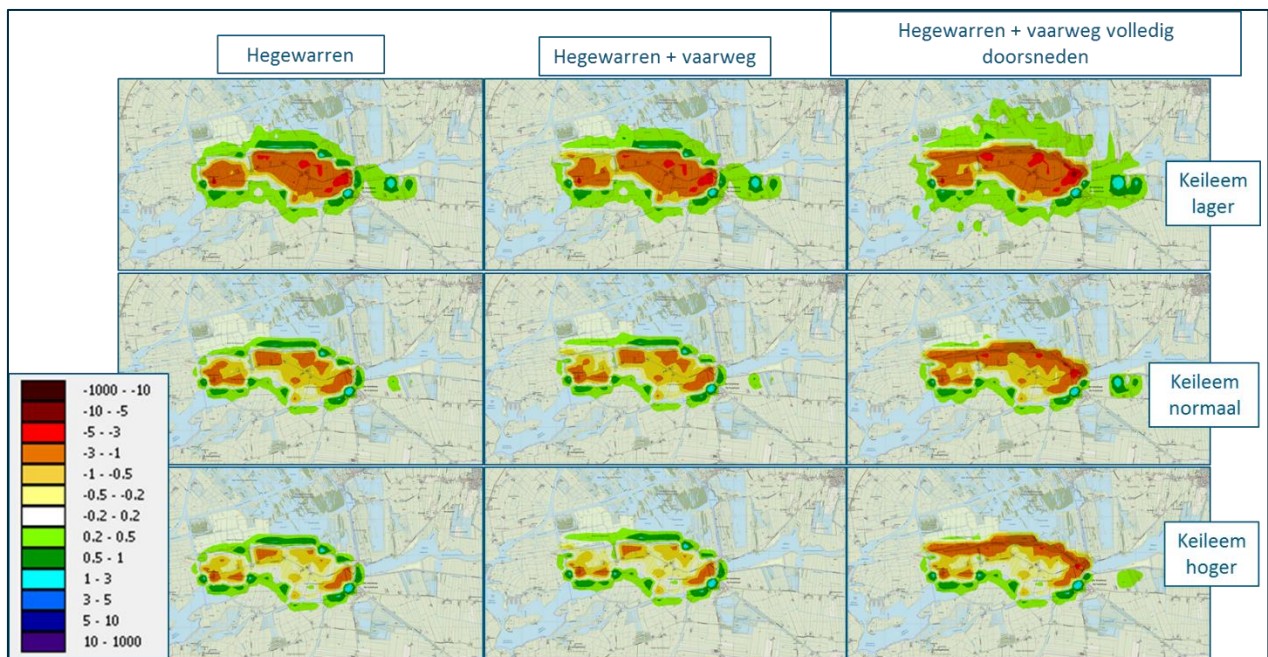 Hegewarren
Hegewarren + vaarweg
Hegewarren + vaarweg volledig
doorsneden
Keileem
lager
Keileem
normaal
Keileem
hoger
-1000 - -10
-10 - -5
-5 - -3
-3 - -1
-1 - -0.5
-0.5 - -0.2
-0.2 - 0.2
0.2 - 0.5
0.5 - 1
1 - 3
3 - 5
5 - 10
10 - 1000